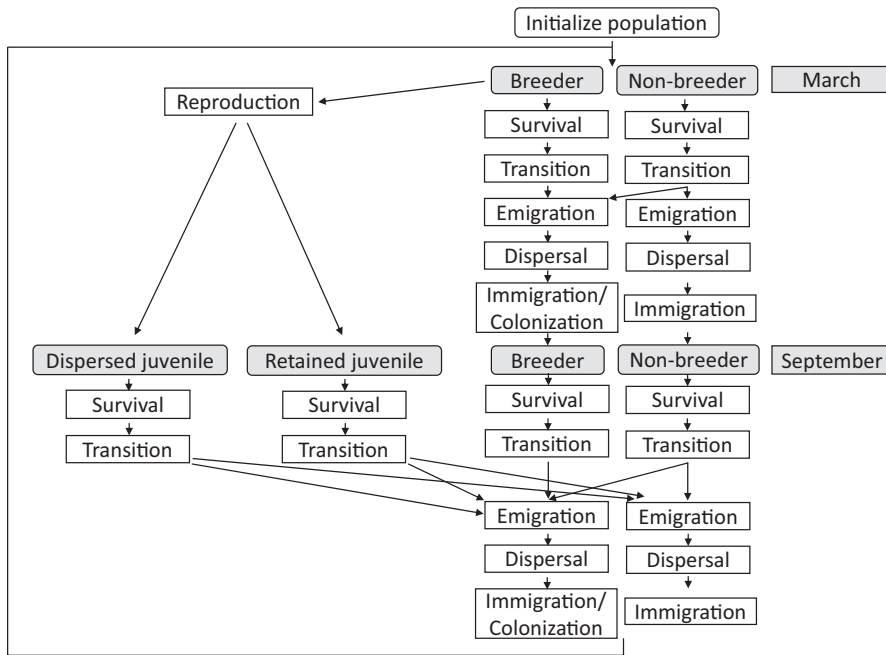 Initialize population
Breeder
Non-breeder
March
Reproduction
Survival
Survival
Transition
Transition
Emigration
Emigration
Dispersal
Dispersal
Immigration/
Colonization
Immigration
Dispersed juvenile
Retained juvenile
Breeder
Non-breeder
September
Survival
Survival
Survival
Survival
Transition
Transition
Transition
Transition
Emigration
Emigration
Dispersal
Dispersal
Immigration/
Colonization
Immigration